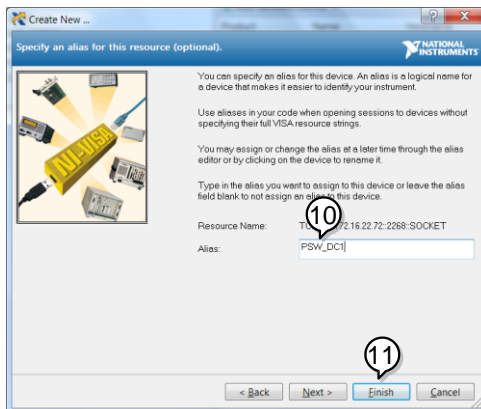 Create New ...
Specify an alias for this resource (optional).
NATIONAL
INSTRUMENTS
You can specify an alias for this device. An alias is a logical name for
a device that makes it easier to identify your instrument.
Use aliases in your code when opening sessions to devices without
specifying their full VISA resource strings.
You may assign or change the alias at a later time through the alias
editor or by clicking on the device to rename it.
Type in the alias you want to assign to this device or leave the alias
field blank to not assign an alias to this device.
NI-VISA
10
Resource Name: 72.16.22.72::2268::SOCKET
Alias: PSW_DC1
11
< Back Next > Finish Cancel